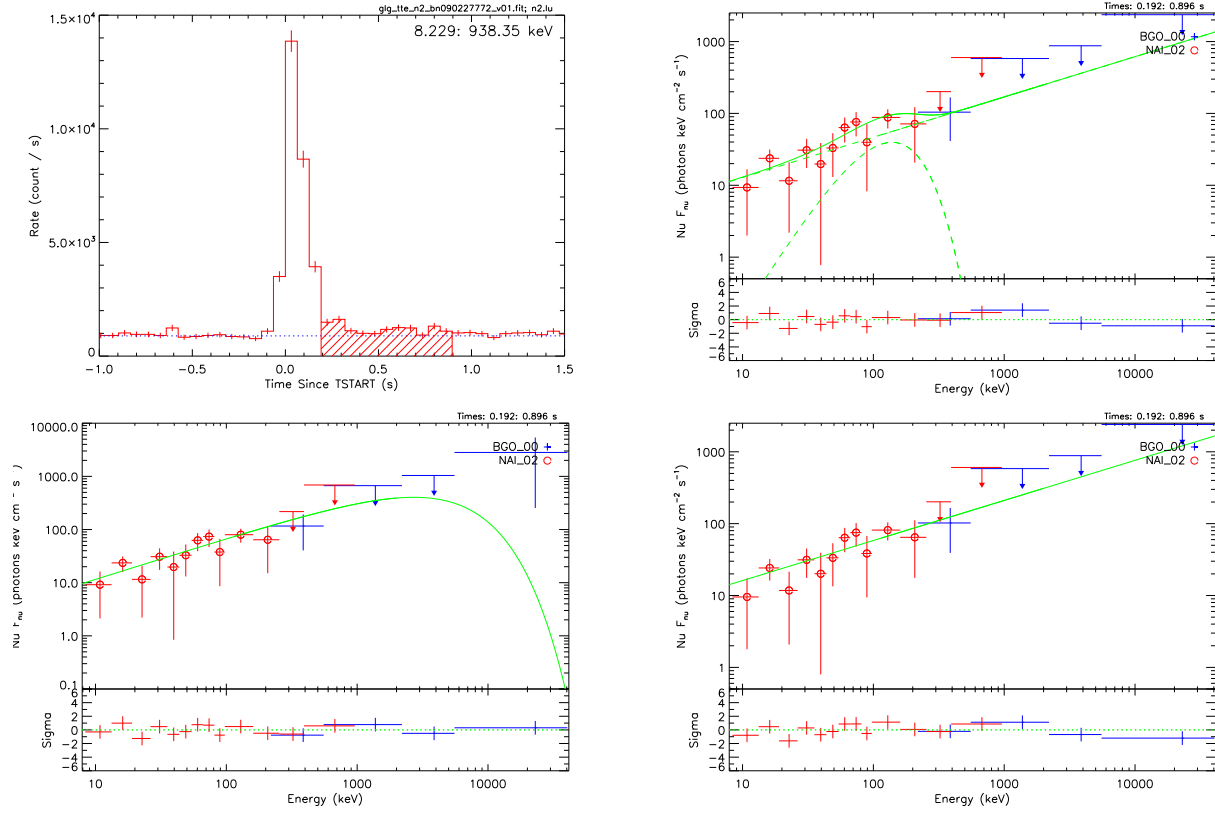 glg_tte_n2_bn090227772_v01.fit; n2.lu
8.229: 938.35 keV
1.5×10⁴
1.0×10⁴
5.0×10³
0
Rate (count / s)
-1.0 -0.5 0.0 0.5 1.0 1.5
Time Since TSTART (s)
Times: 0.192: 0.896 s
BGO_00
NAI_02
1000
100
10
1
Nu Fnu (photons keV cm⁻² s⁻¹)
6
4
2
0
-2
-4
-6
Sigma
10 100 1000 10000
Energy (keV)
Times: 0.192: 0.896 s
BGO_00
NAI_02
10000.0
1000.0
100.0
10.0
1.0
0.1
6
4
2
0
-2
-4
-6
Sigma
10 100 1000 10000
Energy (keV)
Times: 0.192: 0.896 s
BGO_00
NAI_02
1000
100
10
1
Nu Fnu (photons keV cm⁻² s⁻¹)
6
4
2
0
-2
-4
-6
Sigma
10 100 1000 10000
Energy (keV)